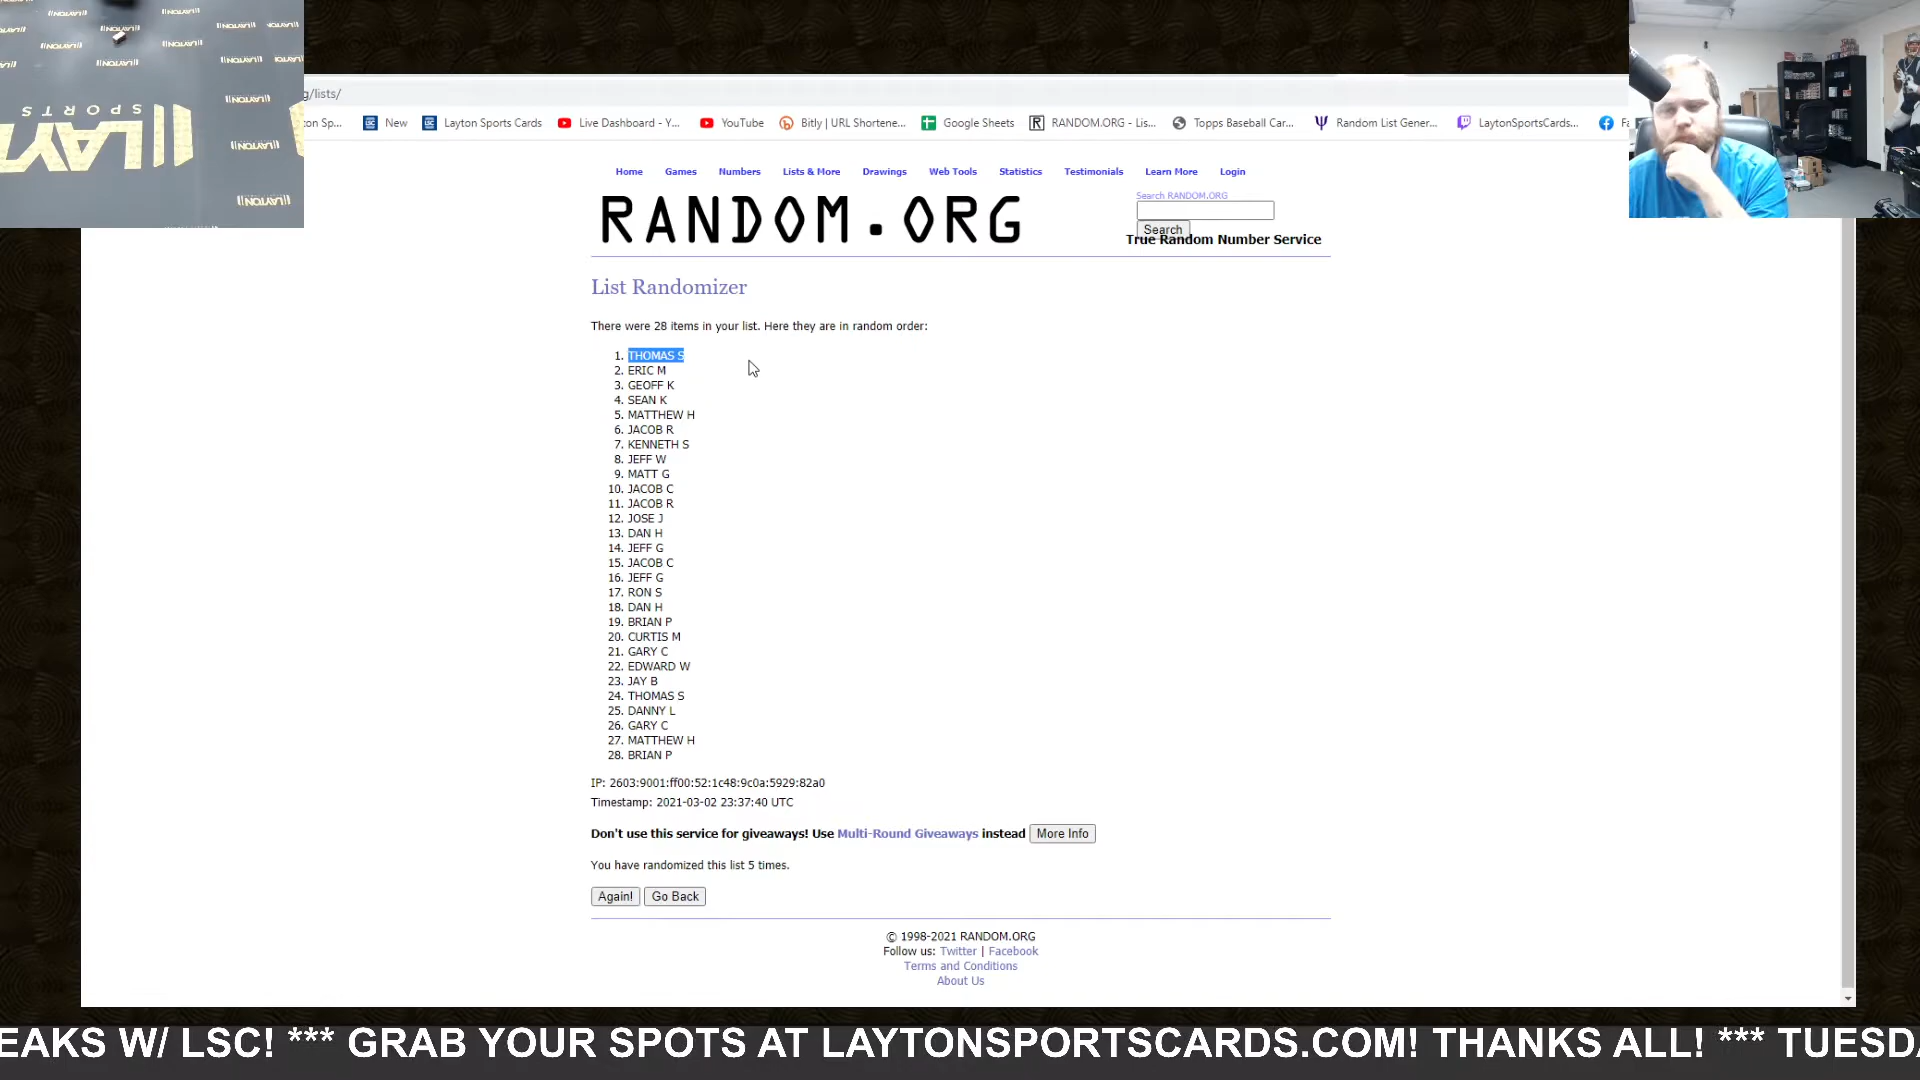 g/lists/
on Sp...
New
Layton Sports Cards
Live Dashboard - Y...
YouTube
Bitly | URL Shortene...
Google Sheets
RANDOM.ORG - Lis...
Topps Baseball Car...
Random List Gener...
LaytonSportsCards...
Fa
Home Games Numbers Lists & More Drawings Web Tools Statistics Testimonials Learn More Login
RANDOM.ORG
Search RANDOM.ORG
Search
True Random Number Service
List Randomizer
There were 28 items in your list. Here they are in random order:
1. THOMAS S
2. ERIC M
3. GEOFF K
4. SEAN K
5. MATTHEW H
6. JACOB R
7. KENNETH S
8. JEFF W
9. MATT G
10. JACOB C
11. JACOB R
12. JOSE J
13. DAN H
14. JEFF G
15. JACOB C
16. JEFF G
17. RON S
18. DAN H
19. BRIAN P
20. CURTIS M
21. GARY C
22. EDWARD W
23. JAY B
24. THOMAS S
25. DANNY L
26. GARY C
27. MATTHEW H
28. BRIAN P
IP: 2603:9001:ff00:52:1c48:9c0a:5929:82a0
Timestamp: 2021-03-02 23:37:40 UTC
Don't use this service for giveaways! Use Multi-Round Giveaways instead More Info
You have randomized this list 5 times.
Again! Go Back
© 1998-2021 RANDOM.ORG
Follow us: Twitter | Facebook
Terms and Conditions
About Us
EAKS W/ LSC! *** GRAB YOUR SPOTS AT LAYTONSPORTSCARDS.COM! THANKS ALL! *** TUESDA
SPORTS
LAYT